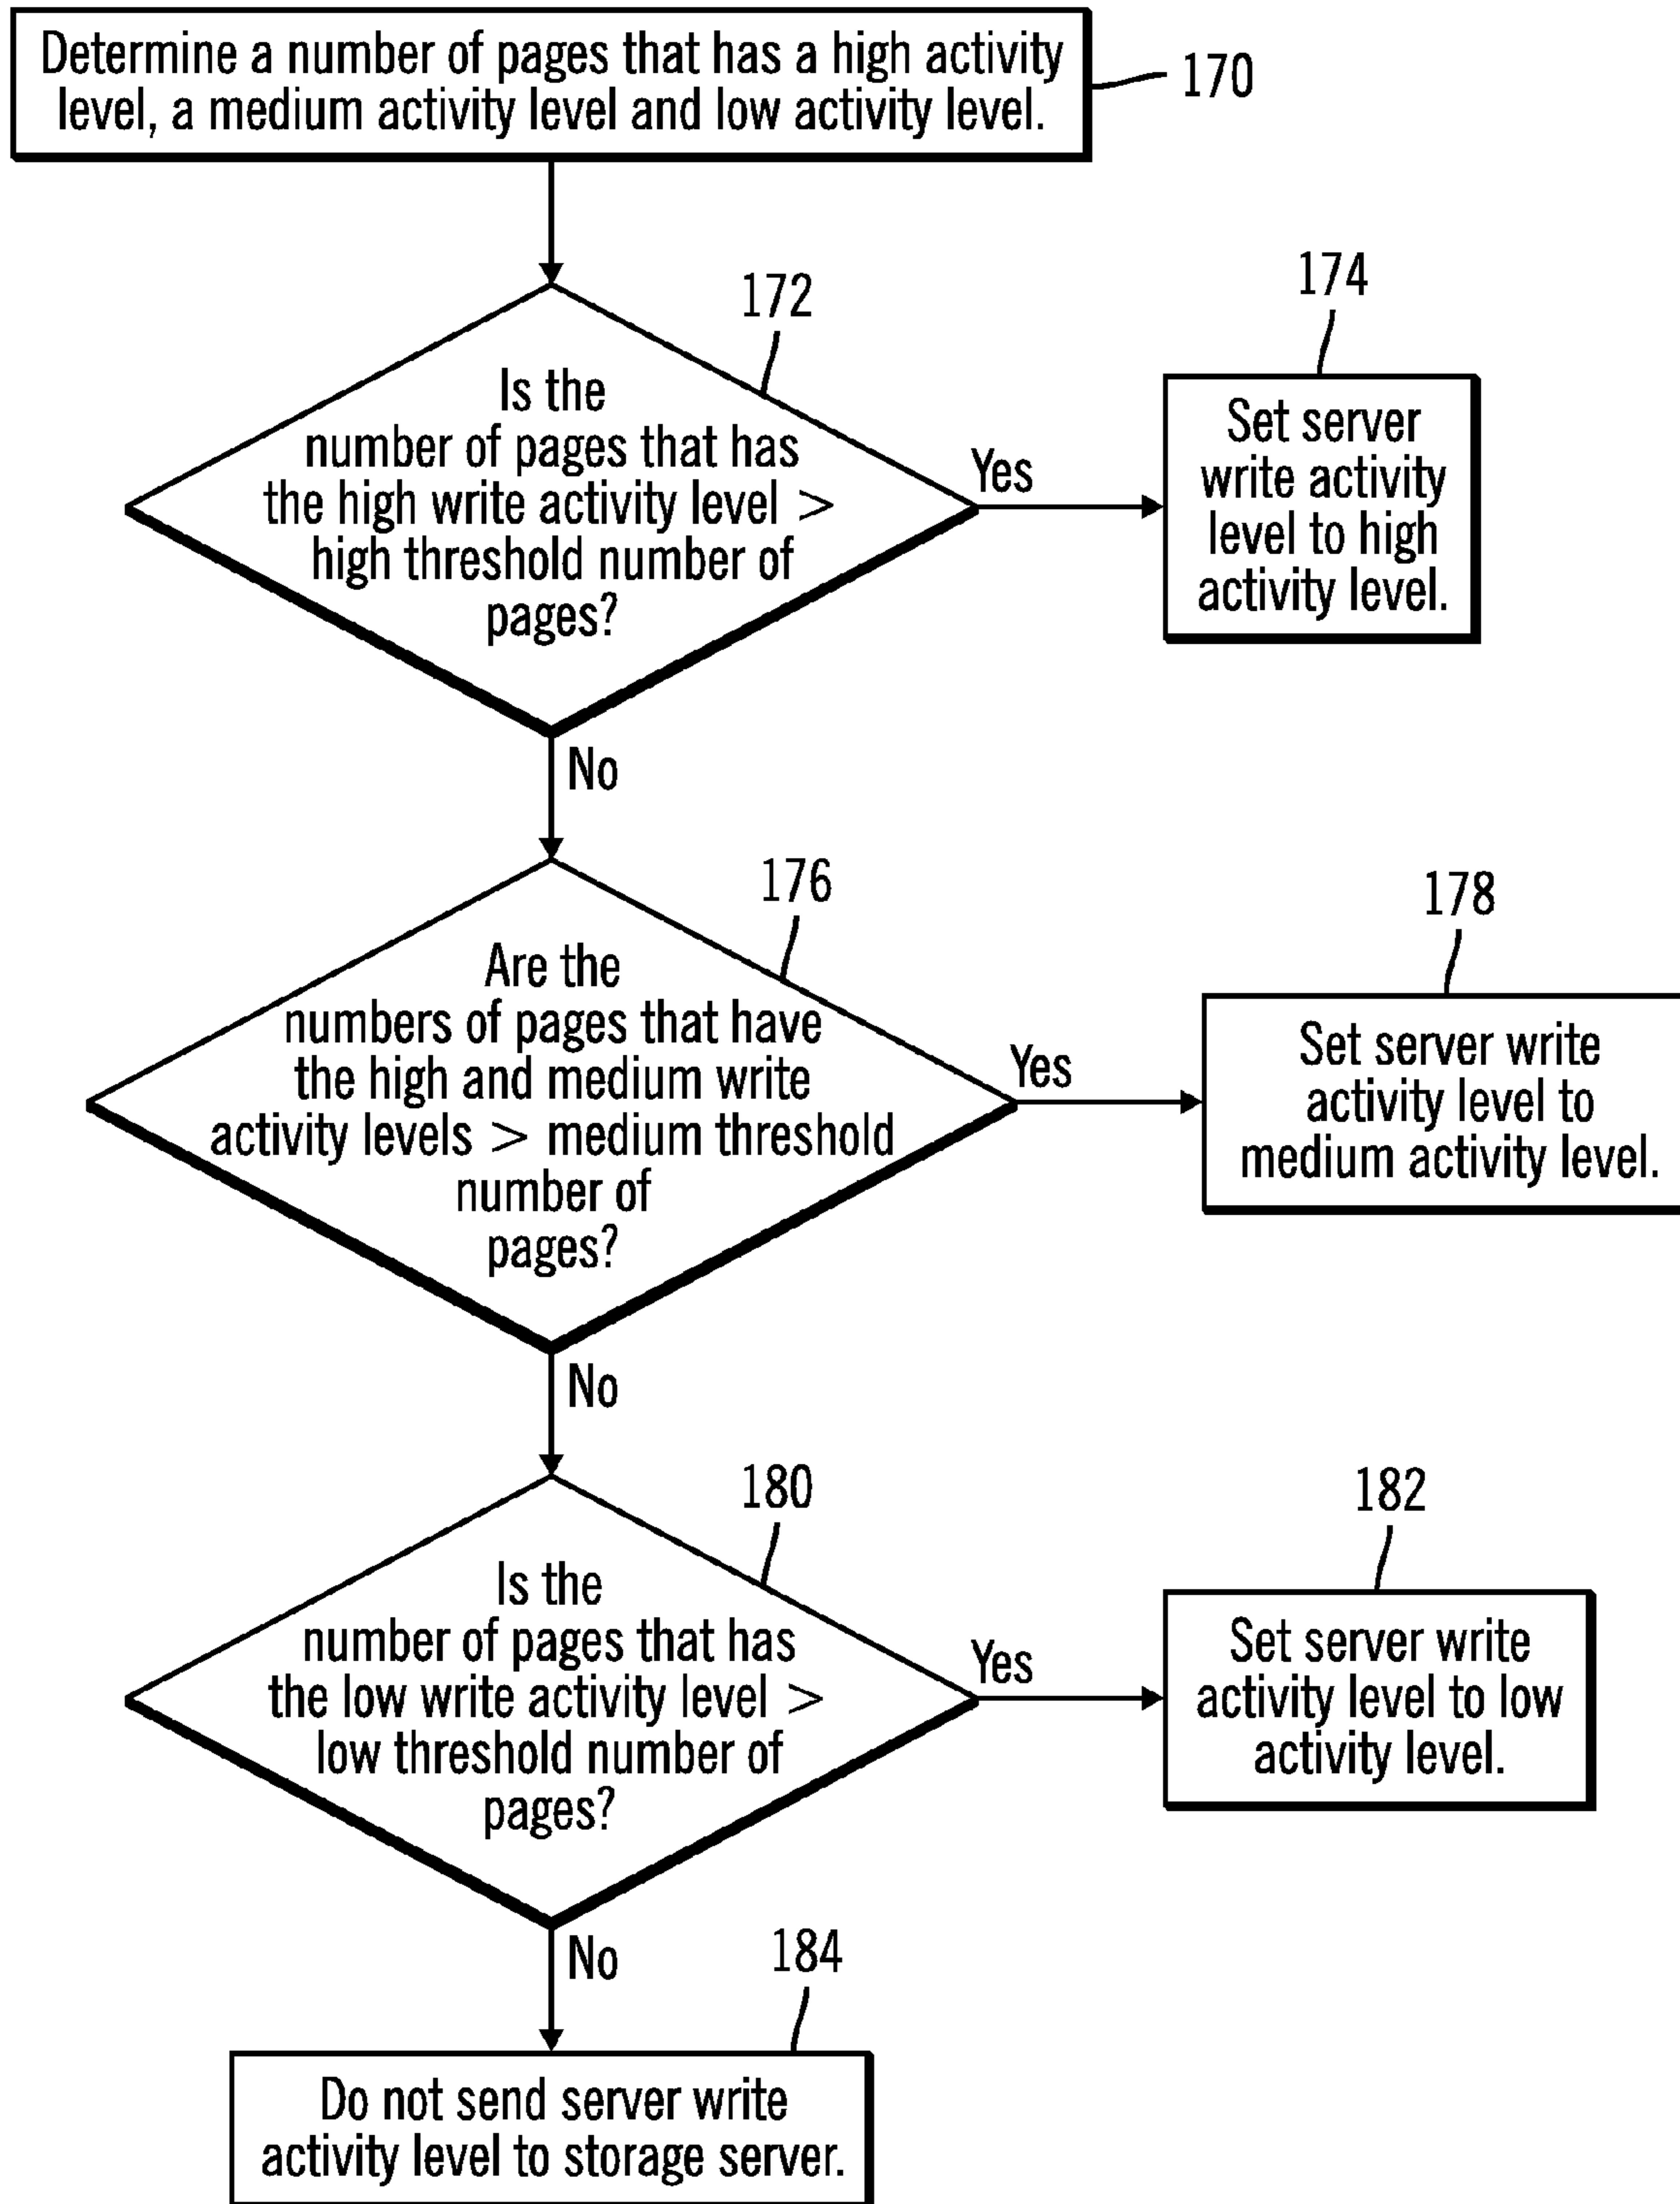 Determine a number of pages that has a high activity
level, a medium activity level and low activity level.
170
172
Is the
number of pages that has
the high write activity level >
high threshold number of
pages?
Yes
174
Set server
write activity
level to high
activity level.
No
176
Are the
numbers of pages that have
the high and medium write
activity levels > medium threshold
number of
pages?
Yes
178
Set server write
activity level to
medium activity level.
No
180
Is the
number of pages that has
the low write activity level >
low threshold number of
pages?
Yes
182
Set server write
activity level to low
activity level.
No
184
Do not send server write
activity level to storage server.